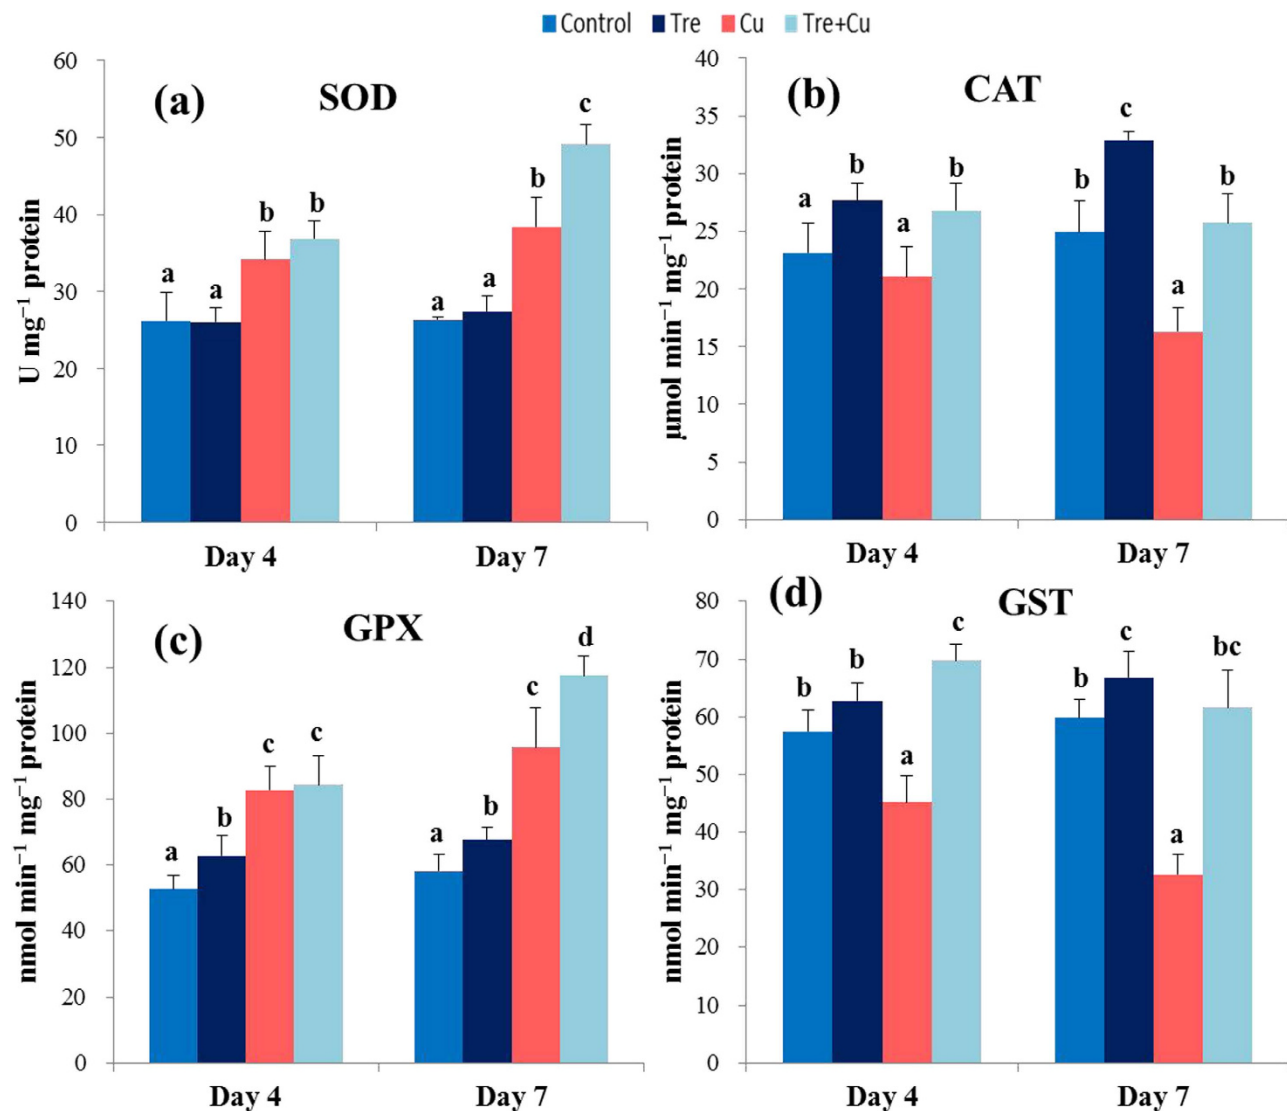 Control Tre Cu Tre+Cu
(a) SOD
U mg⁻¹ protein
60
50
40
30
20
10
0
a a b b
a a b c
Day 4 Day 7
(b) CAT
µmol min⁻¹ mg⁻¹ protein
40
35
30
25
20
15
10
5
0
a b a b
b c a b
Day 4 Day 7
(c) GPX
nmol min⁻¹ mg⁻¹ protein
140
120
100
80
60
40
20
0
a b c c
a b c d
Day 4 Day 7
(d) GST
nmol min⁻¹ mg⁻¹ protein
80
70
60
50
40
30
20
10
0
b b a c
b c a bc
Day 4 Day 7